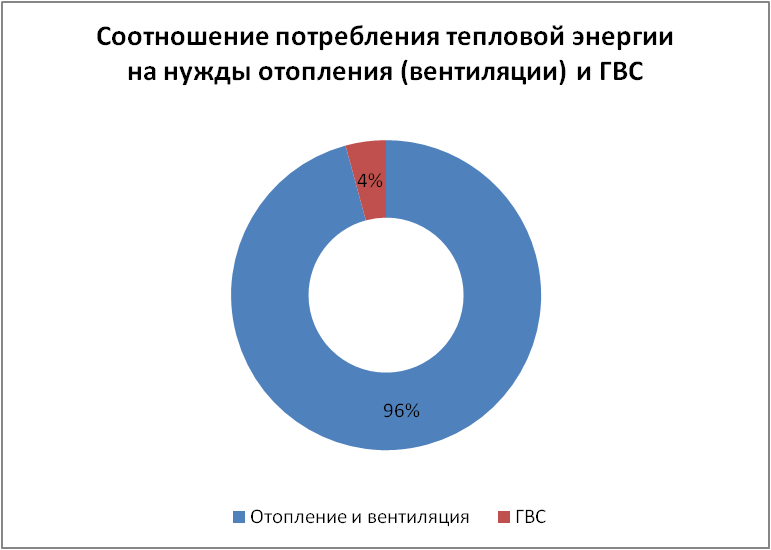 Соотношение потребления тепловой энергии
на нужды отопления (вентиляции) и ГВС
4%
96%
Отопление и вентиляция
ГВС